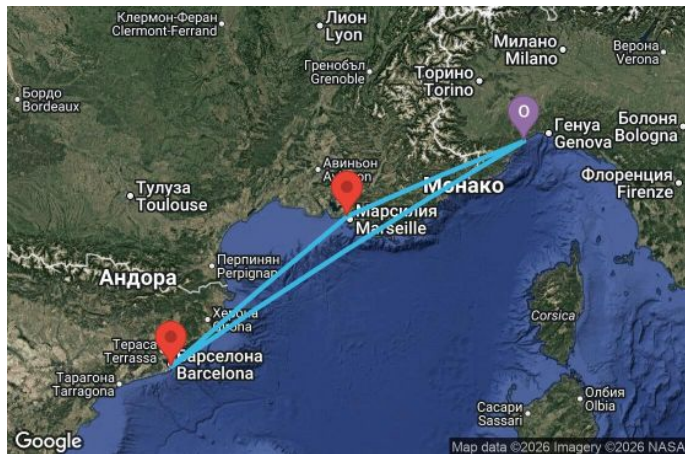 Клермон-Феран
Clermont-Ferrand
Лион
Lyon
Милано
Milano
Верона
Verona
Гренобъл
Grenoble
Торино
Torino
Бордо
Bordeaux
O
Генуа
Genova
Болоня
Bologna
Авиньон
Тулуза
Toulouse
Монако
Флоренция
Firenze
Марсилия
Marseille
Перпинян
Perpignan
Андора
Corsica
Тераса
Terrassa
Барселона
Barcelona
Тарагона
Tarragona
Олбия
Olbia
Сасари
Sassari
Google
Map data ©2026 Imagery ©2026 NASA